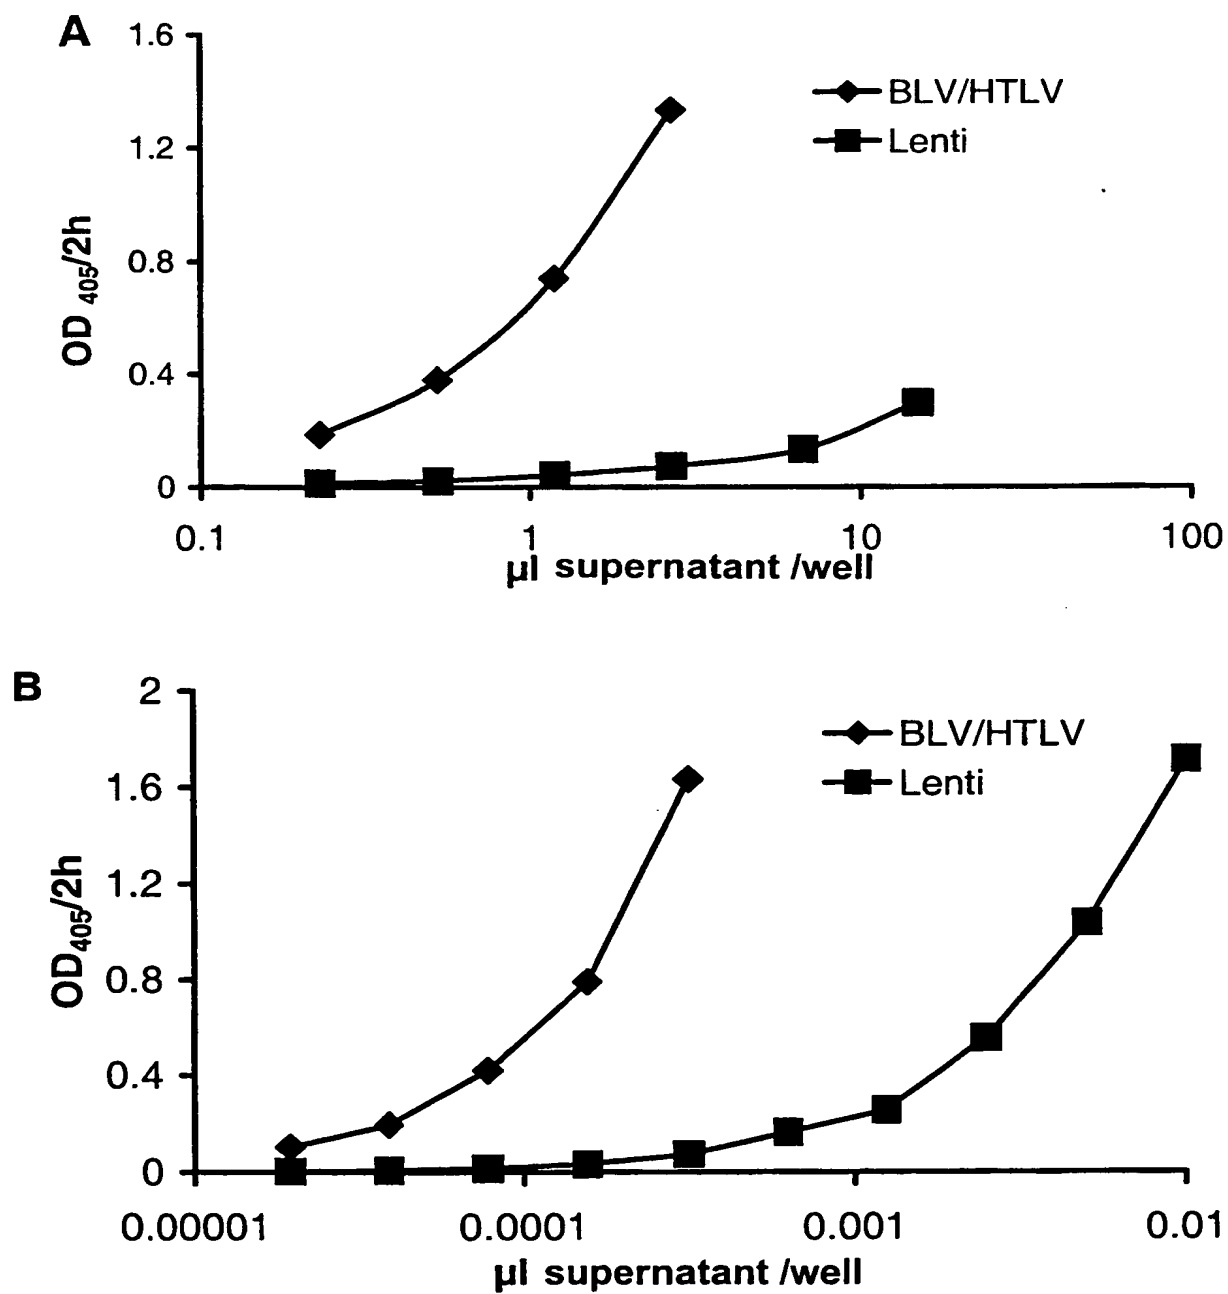 A
1.6
1.2
0.8
0.4
0
OD 405/2h
BLV/HTLV
Lenti
0.1
1
10
100
µl supernatant /well
B
2
1.6
1.2
0.8
0.4
0
OD405/2h
BLV/HTLV
Lenti
0.00001
0.0001
0.001
0.01
µl supernatant /well